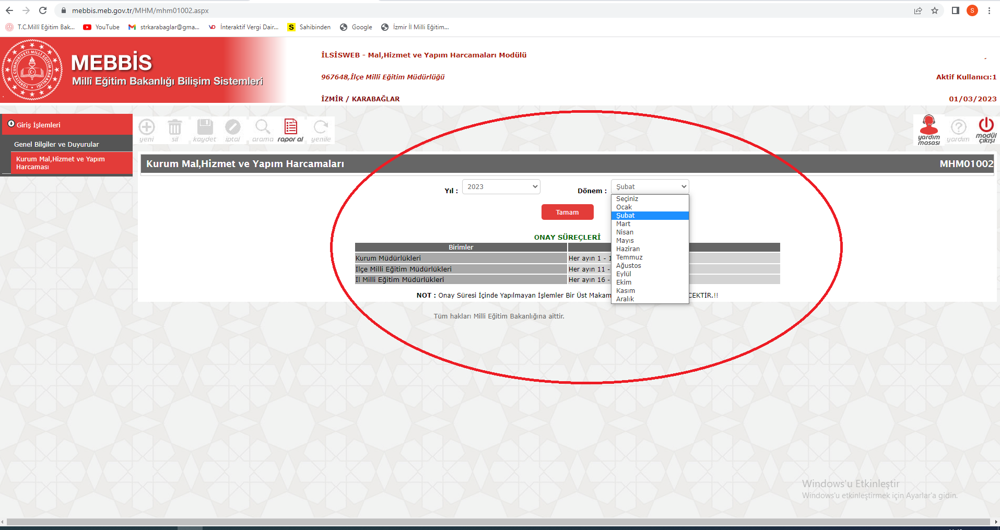 mebbis.meb.gov.tr/MHM/mhm01002.aspx
S
T.C.Millî Eğitim Bak...
YouTube
strkarabaglar@gma...
İnteraktif Vergi Dair...
S Sahibinden
Google
İzmir İl Milli Eğitim...
MEBBİS
Millî Eğitim Bakanlığı Bilişim Sistemleri
İLSİSWEB - Mal,Hizmet ve Yapım Harcamaları Modülü
967648,İlçe Milli Eğitim Müdürlüğü
Aktif Kullanıcı:1
İZMİR / KARABAĞLAR
01/03/2023
Giriş İşlemleri
Genel Bilgiler ve Duyurular
Kurum Mal,Hizmet ve Yapım
Harcaması
yeni
sil
kaydet
iptal
arama
rapor al
yenile
yardım
masası
yardım
modül
çıkışı
Kurum Mal,Hizmet ve Yapım Harcamaları
MHM01002
Yıl :
2023
Dönem :
Şubat
Seçiniz
Ocak
Şubat
Mart
Nisan
Mayıs
Haziran
Temmuz
Ağustos
Eylül
Ekim
Kasım
Aralık
Tamam
ONAY SÜREÇLERİ
Birimler
Kurum Müdürlükleri
Her ayın 1 -
İlçe Milli Eğitim Müdürlükleri
Her ayın 11 -
İl Milli Eğitim Müdürlükleri
Her ayın 16 -
NOT : Onay Süresi İçinde Yapılmayan İşlemler Bir Üst Makam
CEKTİR.!!
Tüm hakları Milli Eğitim Bakanlığına aittir.
Windows'u Etkinleştir
Windows'u etkinleştirmek için Ayarlar'a gidin.